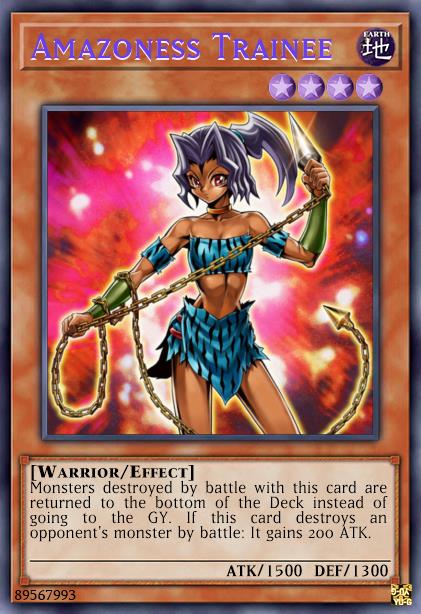 AMAZONESS TRAINEE
EARTH
地
[WARRIOR/EFFECT]
Monsters destroyed by battle with this card are
returned to the bottom of the Deck instead of
going to the GY. If this card destroys an
opponent's monster by battle: It gains 200 ATK.
ATK/1500 DEF/1300
89567993